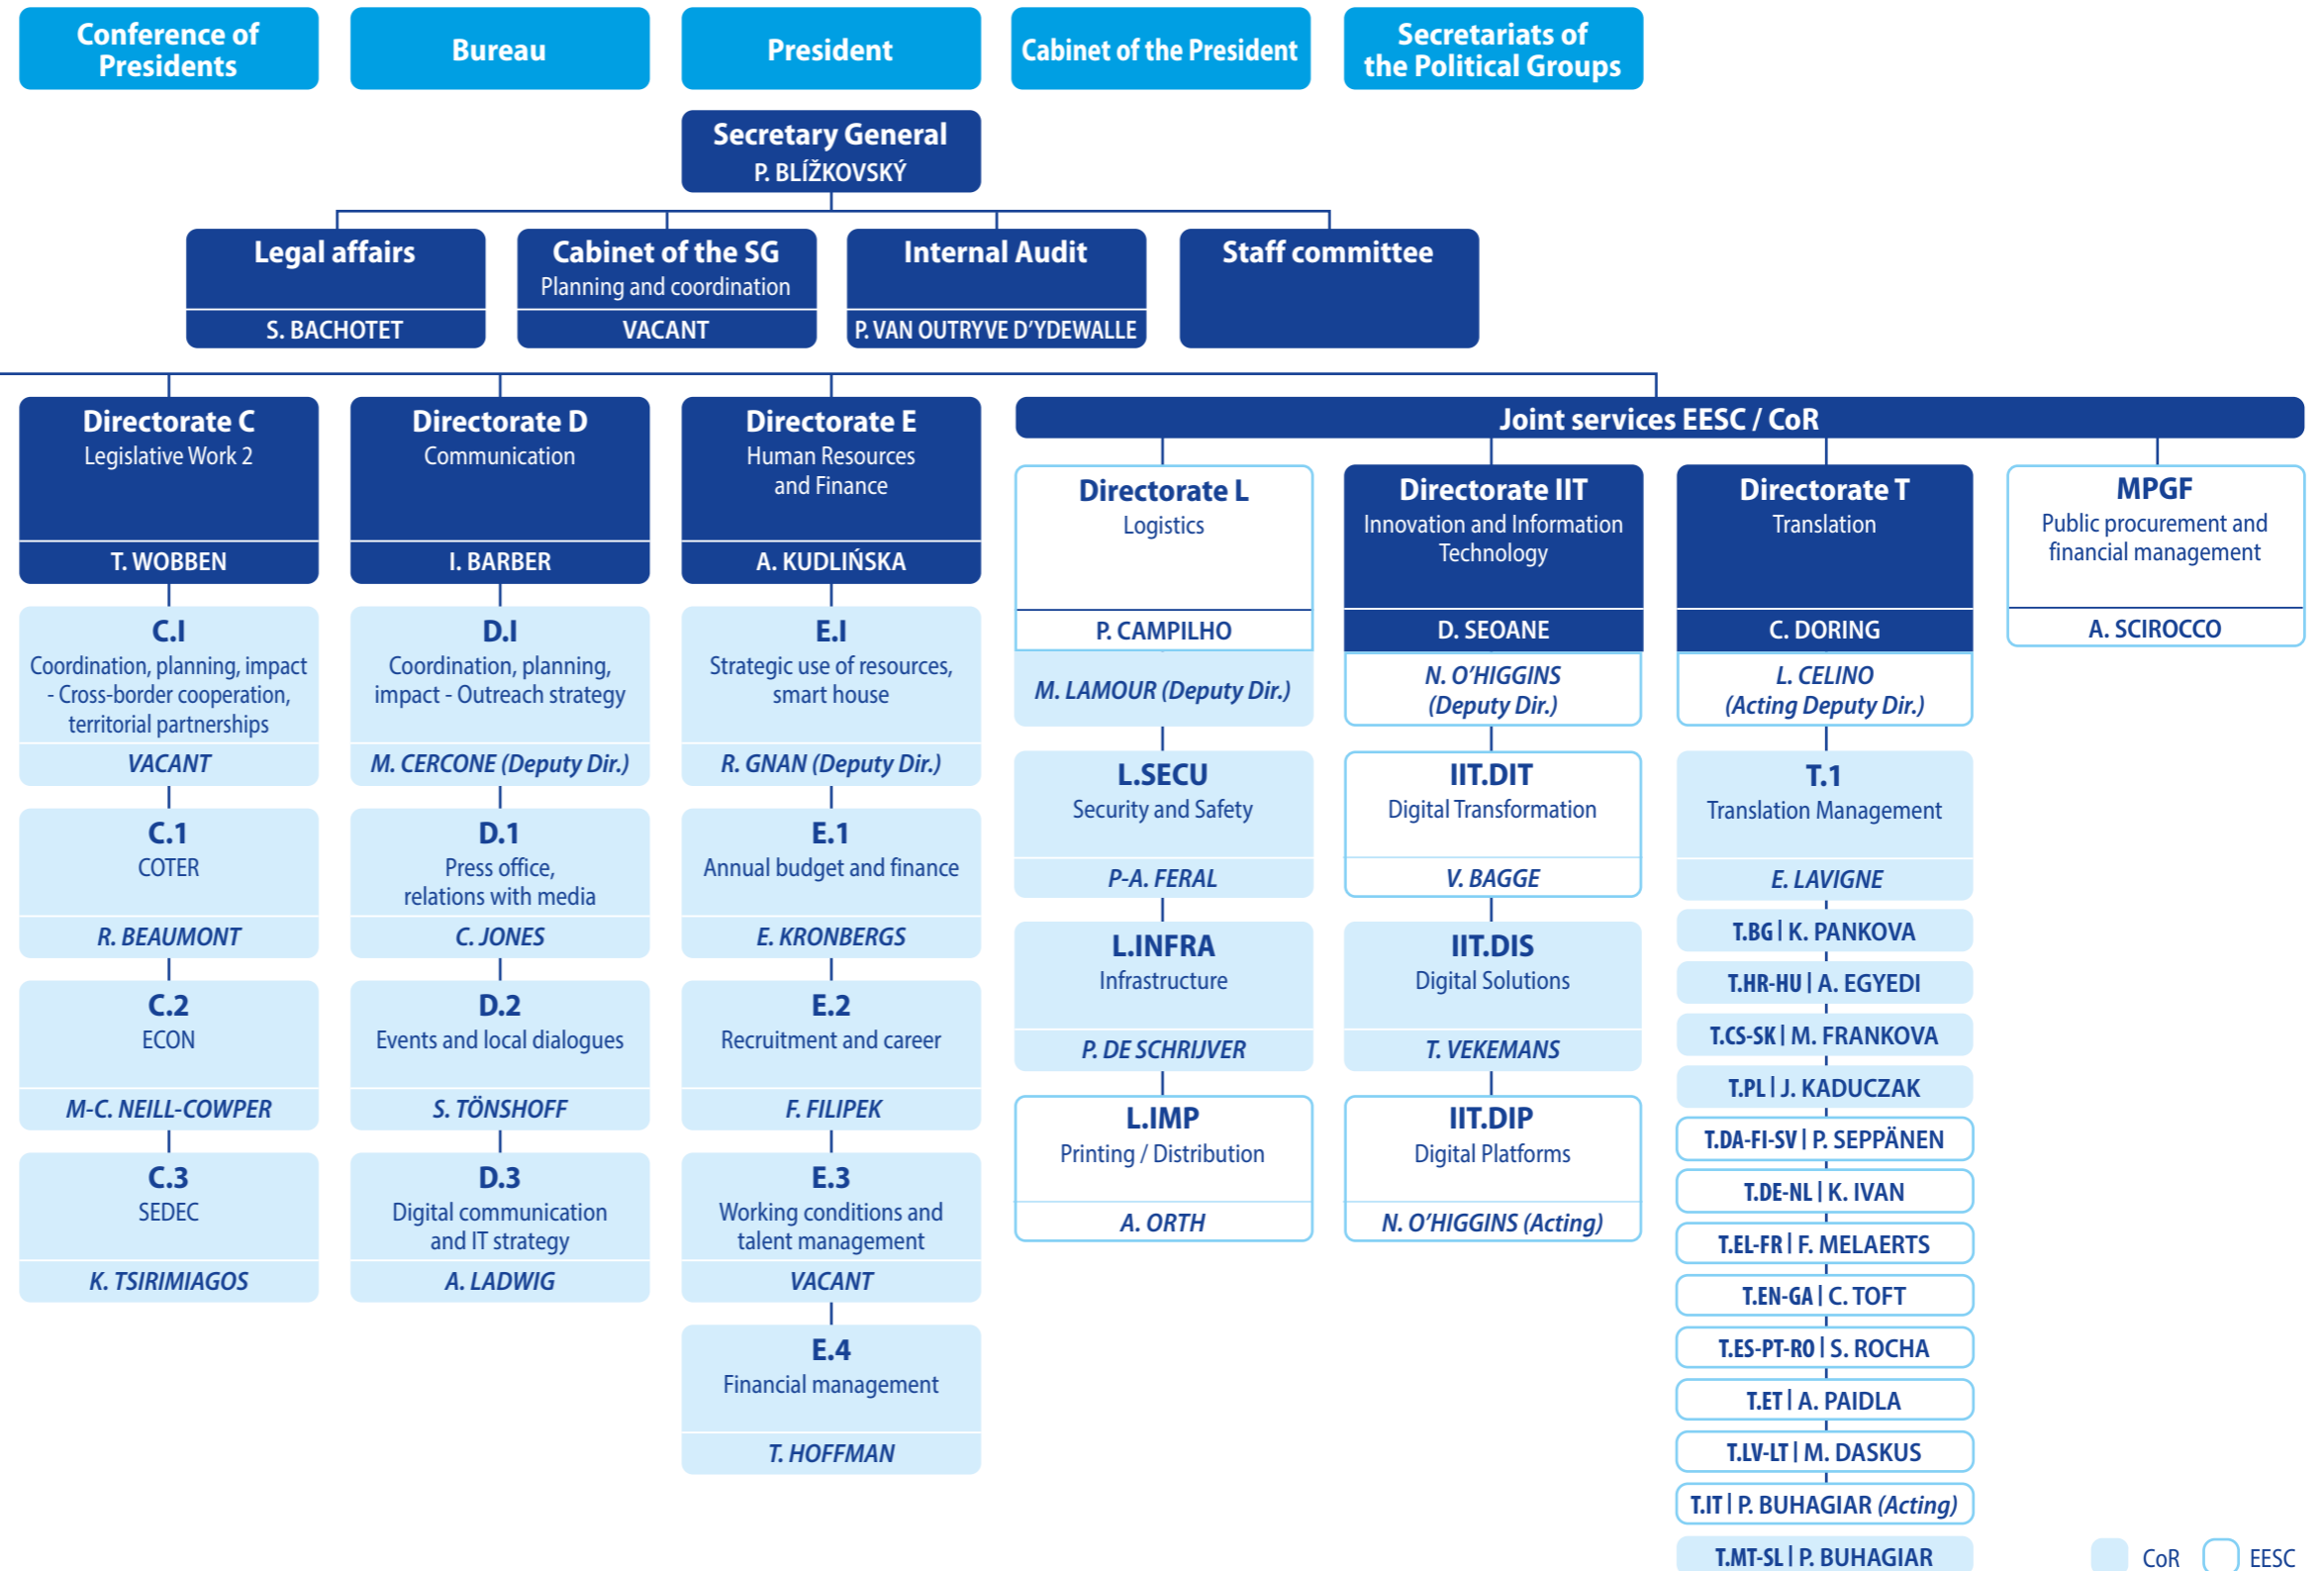 Conference of
Presidents
Bureau
President
Cabinet of the President
Secretariats of
the Political Groups
Secretary General
P. BLÍŽKOVSKÝ
Legal affairs
S. BACHOTET
Cabinet of the SG
Planning and coordination
VACANT
Internal Audit
P. VAN OUTRYVE D'YDEWALLE
Staff committee
Directorate C
Legislative Work 2
T. WOBBEN
C.I
Coordination, planning, impact
- Cross-border cooperation,
territorial partnerships
VACANT
C.1
COTER
R. BEAUMONT
C.2
ECON
M-C. NEILL-COWPER
C.3
SEDEC
K. TSIRIMIAGOS
Directorate D
Communication
I. BARBER
D.I
Coordination, planning,
impact - Outreach strategy
M. CERCONE (Deputy Dir.)
D.1
Press office,
relations with media
C. JONES
D.2
Events and local dialogues
S. TÖNSHOFF
D.3
Digital communication
and IT strategy
A. LADWIG
Directorate E
Human Resources
and Finance
A. KUDLIŃSKA
E.I
Strategic use of resources,
smart house
R. GNAN (Deputy Dir.)
E.1
Annual budget and finance
E. KRONBERGS
E.2
Recruitment and career
F. FILIPEK
E.3
Working conditions and
talent management
VACANT
E.4
Financial management
T. HOFFMAN
Joint services EESC / CoR
Directorate L
Logistics
P. CAMPILHO
M. LAMOUR (Deputy Dir.)
L.SECU
Security and Safety
P-A. FERAL
L.INFRA
Infrastructure
P. DE SCHRIJVER
L.IMP
Printing / Distribution
A. ORTH
Directorate IIT
Innovation and Information
Technology
D. SEOANE
N. O'HIGGINS
(Deputy Dir.)
IIT.DIT
Digital Transformation
V. BAGGE
IIT.DIS
Digital Solutions
T. VEKEMANS
IIT.DIP
Digital Platforms
N. O'HIGGINS (Acting)
Directorate T
Translation
C. DORING
L. CELINO
(Acting Deputy Dir.)
T.1
Translation Management
E. LAVIGNE
T.BG | K. PANKOVA
T.HR-HU | A. EGYEDI
T.CS-SK | M. FRANKOVA
T.PL | J. KADUCZAK
T.DA-FI-SV | P. SEPPÄNEN
T.DE-NL | K. IVAN
T.EL-FR | F. MELAERTS
T.EN-GA | C. TOFT
T.ES-PT-RO | S. ROCHA
T.ET | A. PAIDLA
T.LV-LT | M. DASKUS
T.IT | P. BUHAGIAR (Acting)
T.MT-SL | P. BUHAGIAR
MPGF
Public procurement and
financial management
A. SCIROCCO
CoR
EESC